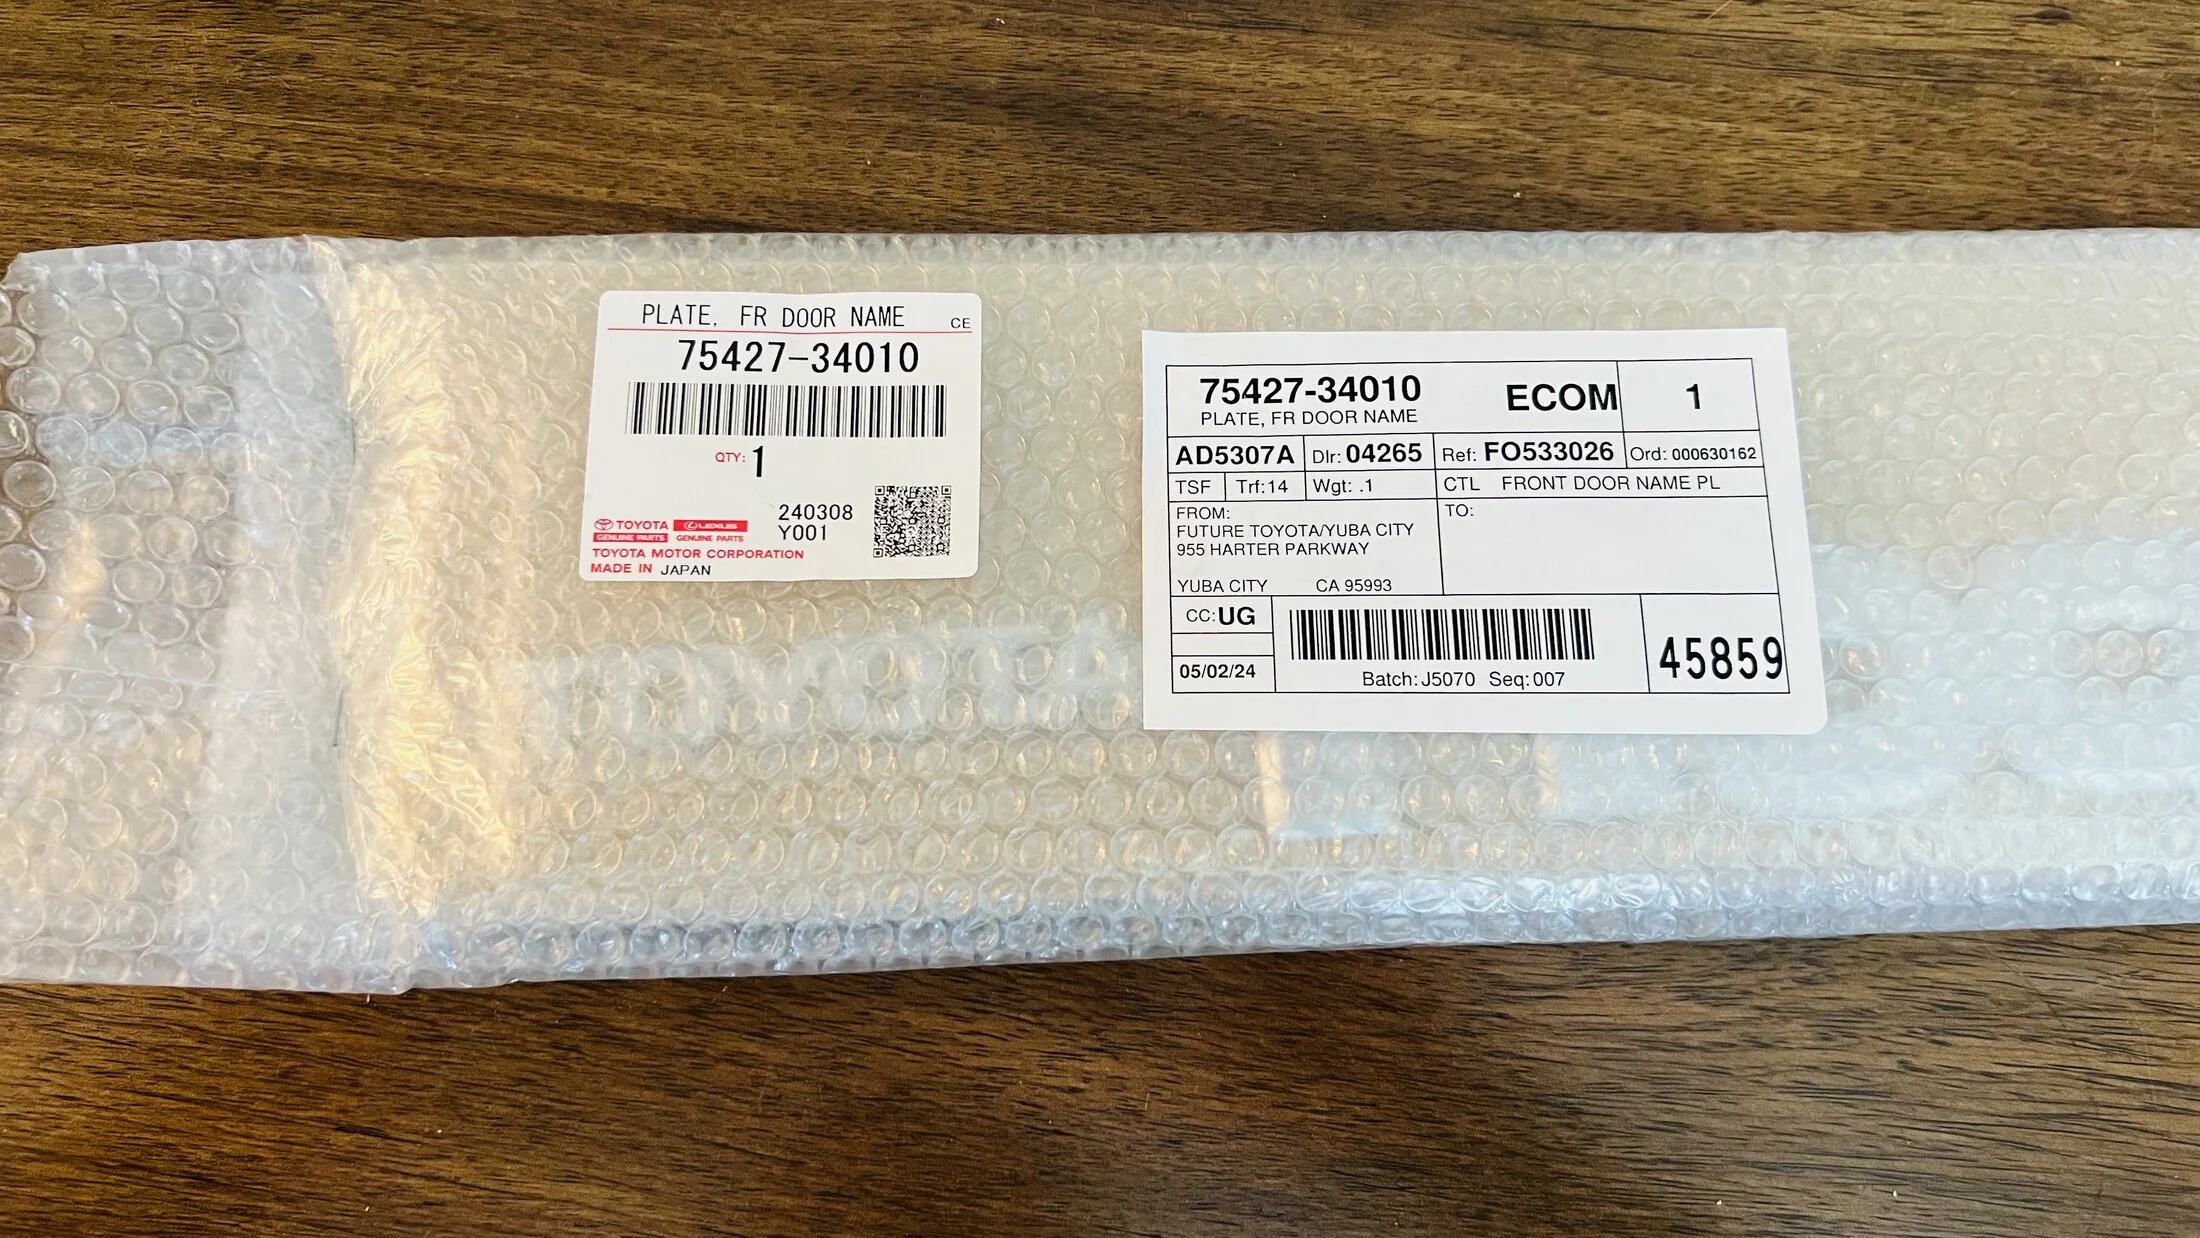 PLATE, FR DOOR NAME CE
75427-34010
QTY: 1
240308
Y001
TOYOTA LEXUS
GENUINE PARTS GENUINE PARTS
TOYOTA MOTOR CORPORATION
MADE IN JAPAN
75427-34010 ECOM 1
PLATE, FR DOOR NAME
AD5307A Dlr: 04265 Ref: FO533026 Ord: 000630162
TSF Trf:14 Wgt: .1 CTL FRONT DOOR NAME PL
FROM:
FUTURE TOYOTA/YUBA CITY
955 HARTER PARKWAY
YUBA CITY CA 95993
TO:
CC:UG
05/02/24
Batch:J5070 Seq:007
45859